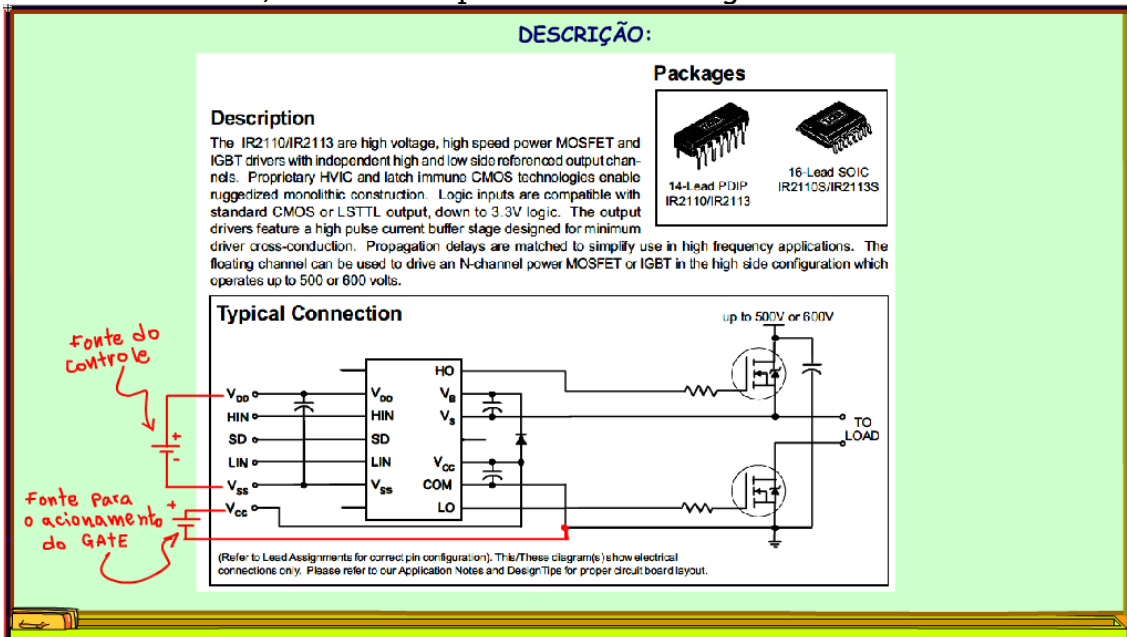 DESCRIÇÃO:
Packages
14-Lead PDIP
IR2110/IR2113
16-Lead SOIC
IR2110S/IR2113S
Description
The IR2110/IR2113 are high voltage, high speed power MOSFET and
IGBT drivers with independent high and low side referenced output chan-
nels. Proprietary HVIC and latch immune CMOS technologies enable
ruggedized monolithic construction. Logic inputs are compatible with
standard CMOS or LSTTL output, down to 3.3V logic. The output
drivers feature a high pulse current buffer stage designed for minimum
driver cross-conduction. Propagation delays are matched to simplify use in high frequency applications. The
floating channel can be used to drive an N-channel power MOSFET or IGBT in the high side configuration which
operates up to 500 or 600 volts.
Typical Connection
up to 500V or 600V
Fonte do
controle
+
-
VDD
HIN
SD
LIN
VSS
VCC
VDD
HIN
SD
LIN
VSS
HO
VB
VS
VCC
COM
LO
TO
LOAD
Fonte para
o acionamento
do GAtE
+
(Refer to Lead Assignments for correct pin configuration). This/These diagram(s) show electrical
connections only. Please refer to our Application Notes and DesignTips for proper circuit board layout.